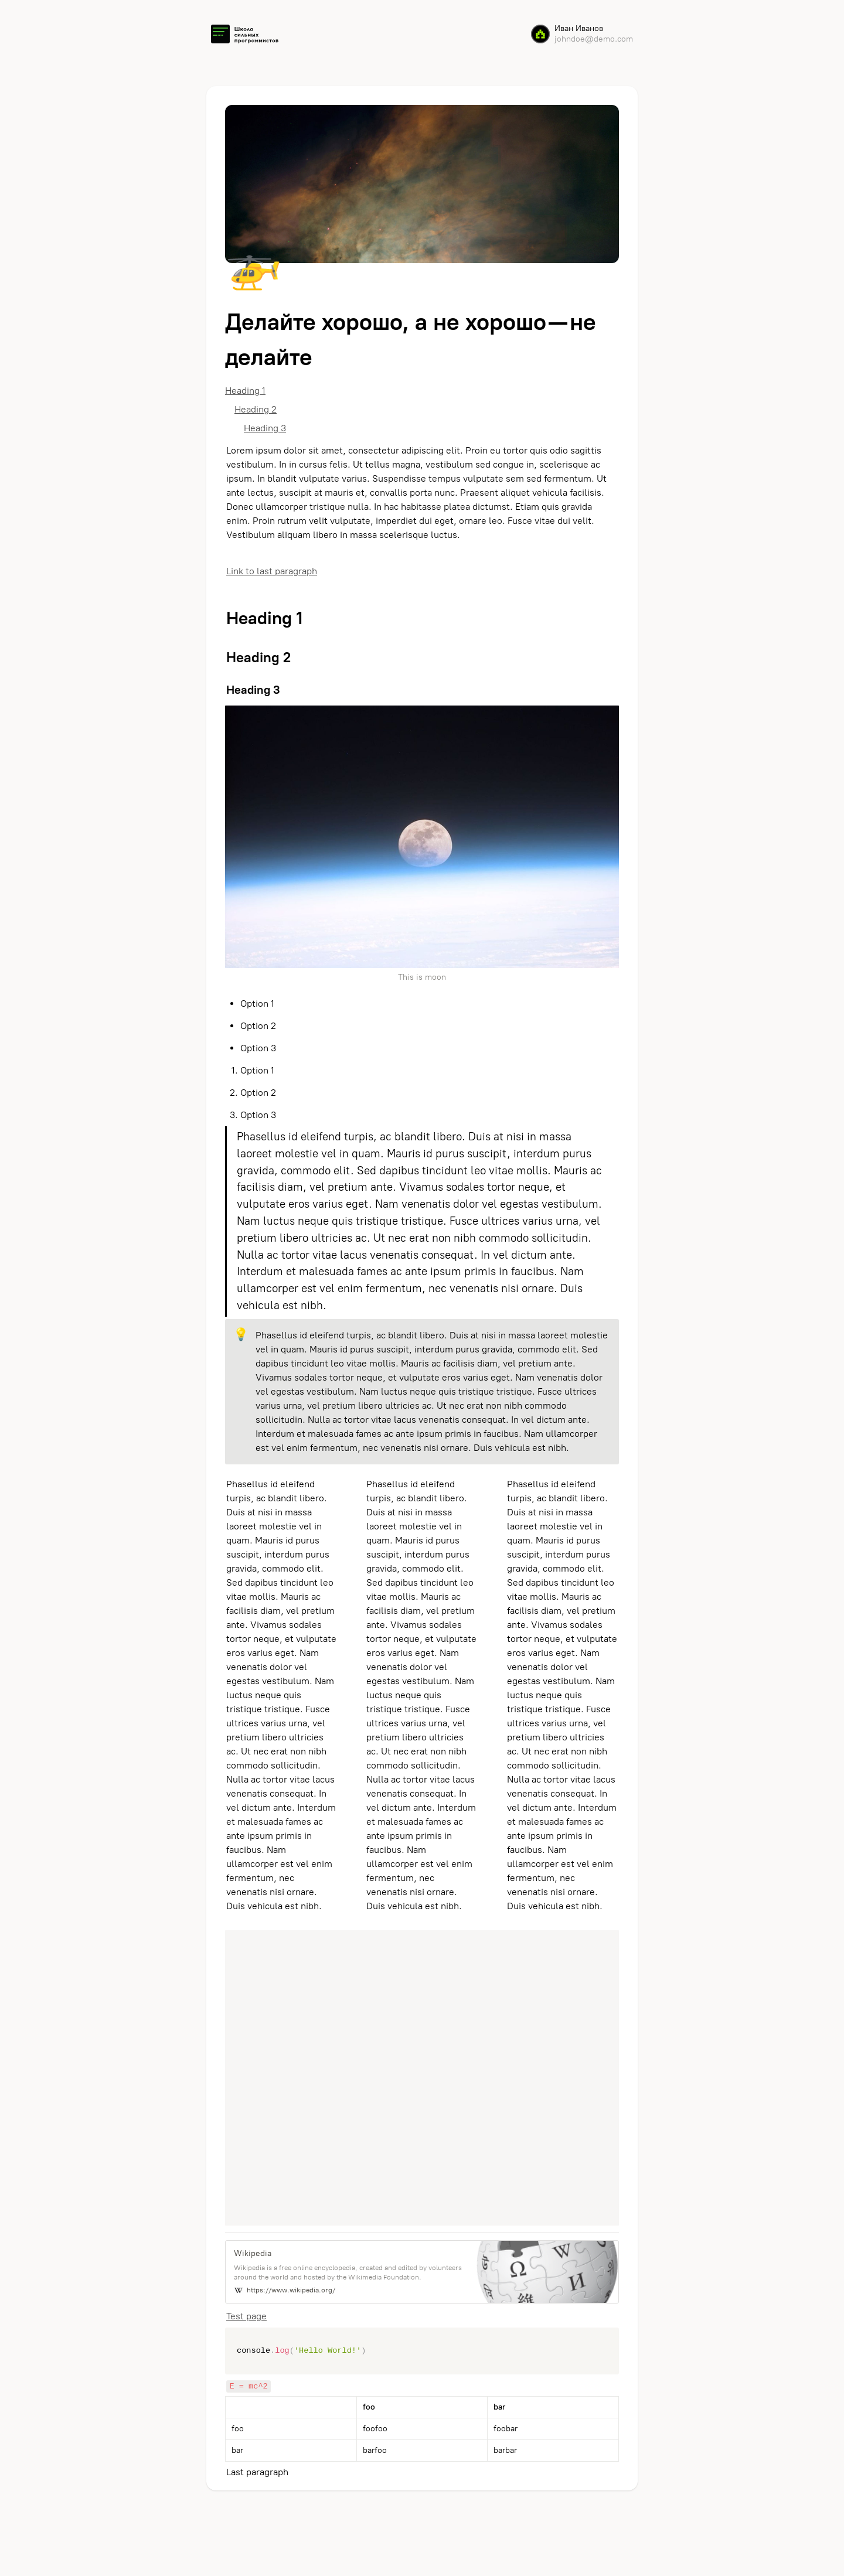 Школа
сильных
программистов
Иван Иванов
johndoe@demo.com
Делайте хорошо, а не хорошо — не
делайте
Heading 1
Heading 2
Heading 3
Lorem ipsum dolor sit amet, consectetur adipiscing elit. Proin eu tortor quis odio sagittis
vestibulum. In in cursus felis. Ut tellus magna, vestibulum sed congue in, scelerisque ac
ipsum. In blandit vulputate varius. Suspendisse tempus vulputate sem sed fermentum. Ut
ante lectus, suscipit at mauris et, convallis porta nunc. Praesent aliquet vehicula facilisis.
Donec ullamcorper tristique nulla. In hac habitasse platea dictumst. Etiam quis gravida
enim. Proin rutrum velit vulputate, imperdiet dui eget, ornare leo. Fusce vitae dui velit.
Vestibulum aliquam libero in massa scelerisque luctus.
Link to last paragraph
Heading 1
Heading 2
Heading 3
This is moon
• Option 1
• Option 2
• Option 3
1. Option 1
2. Option 2
3. Option 3
Phasellus id eleifend turpis, ac blandit libero. Duis at nisi in massa
laoreet molestie vel in quam. Mauris id purus suscipit, interdum purus
gravida, commodo elit. Sed dapibus tincidunt leo vitae mollis. Mauris ac
facilisis diam, vel pretium ante. Vivamus sodales tortor neque, et
vulputate eros varius eget. Nam venenatis dolor vel egestas vestibulum.
Nam luctus neque quis tristique tristique. Fusce ultrices varius urna, vel
pretium libero ultricies ac. Ut nec erat non nibh commodo sollicitudin.
Nulla ac tortor vitae lacus venenatis consequat. In vel dictum ante.
Interdum et malesuada fames ac ante ipsum primis in faucibus. Nam
ullamcorper est vel enim fermentum, nec venenatis nisi ornare. Duis
vehicula est nibh.
Phasellus id eleifend turpis, ac blandit libero. Duis at nisi in massa laoreet molestie
vel in quam. Mauris id purus suscipit, interdum purus gravida, commodo elit. Sed
dapibus tincidunt leo vitae mollis. Mauris ac facilisis diam, vel pretium ante.
Vivamus sodales tortor neque, et vulputate eros varius eget. Nam venenatis dolor
vel egestas vestibulum. Nam luctus neque quis tristique tristique. Fusce ultrices
varius urna, vel pretium libero ultricies ac. Ut nec erat non nibh commodo
sollicitudin. Nulla ac tortor vitae lacus venenatis consequat. In vel dictum ante.
Interdum et malesuada fames ac ante ipsum primis in faucibus. Nam ullamcorper
est vel enim fermentum, nec venenatis nisi ornare. Duis vehicula est nibh.
Phasellus id eleifend
turpis, ac blandit libero.
Duis at nisi in massa
laoreet molestie vel in
quam. Mauris id purus
suscipit, interdum purus
gravida, commodo elit.
Sed dapibus tincidunt leo
vitae mollis. Mauris ac
facilisis diam, vel pretium
ante. Vivamus sodales
tortor neque, et vulputate
eros varius eget. Nam
venenatis dolor vel
egestas vestibulum. Nam
luctus neque quis
tristique tristique. Fusce
ultrices varius urna, vel
pretium libero ultricies
ac. Ut nec erat non nibh
commodo sollicitudin.
Nulla ac tortor vitae lacus
venenatis consequat. In
vel dictum ante. Interdum
et malesuada fames ac
ante ipsum primis in
faucibus. Nam
ullamcorper est vel enim
fermentum, nec
venenatis nisi ornare.
Duis vehicula est nibh.
Phasellus id eleifend
turpis, ac blandit libero.
Duis at nisi in massa
laoreet molestie vel in
quam. Mauris id purus
suscipit, interdum purus
gravida, commodo elit.
Sed dapibus tincidunt leo
vitae mollis. Mauris ac
facilisis diam, vel pretium
ante. Vivamus sodales
tortor neque, et vulputate
eros varius eget. Nam
venenatis dolor vel
egestas vestibulum. Nam
luctus neque quis
tristique tristique. Fusce
ultrices varius urna, vel
pretium libero ultricies
ac. Ut nec erat non nibh
commodo sollicitudin.
Nulla ac tortor vitae lacus
venenatis consequat. In
vel dictum ante. Interdum
et malesuada fames ac
ante ipsum primis in
faucibus. Nam
ullamcorper est vel enim
fermentum, nec
venenatis nisi ornare.
Duis vehicula est nibh.
Phasellus id eleifend
turpis, ac blandit libero.
Duis at nisi in massa
laoreet molestie vel in
quam. Mauris id purus
suscipit, interdum purus
gravida, commodo elit.
Sed dapibus tincidunt leo
vitae mollis. Mauris ac
facilisis diam, vel pretium
ante. Vivamus sodales
tortor neque, et vulputate
eros varius eget. Nam
venenatis dolor vel
egestas vestibulum. Nam
luctus neque quis
tristique tristique. Fusce
ultrices varius urna, vel
pretium libero ultricies
ac. Ut nec erat non nibh
commodo sollicitudin.
Nulla ac tortor vitae lacus
venenatis consequat. In
vel dictum ante. Interdum
et malesuada fames ac
ante ipsum primis in
faucibus. Nam
ullamcorper est vel enim
fermentum, nec
venenatis nisi ornare.
Duis vehicula est nibh.
Wikipedia
Wikipedia is a free online encyclopedia, created and edited by volunteers
around the world and hosted by the Wikimedia Foundation.
W https://www.wikipedia.org/
Ω W И 維
Test page
console.log('Hello World!')
E = mc^2
foo bar
foo foofoo foobar
bar barfoo barbar
Last paragraph